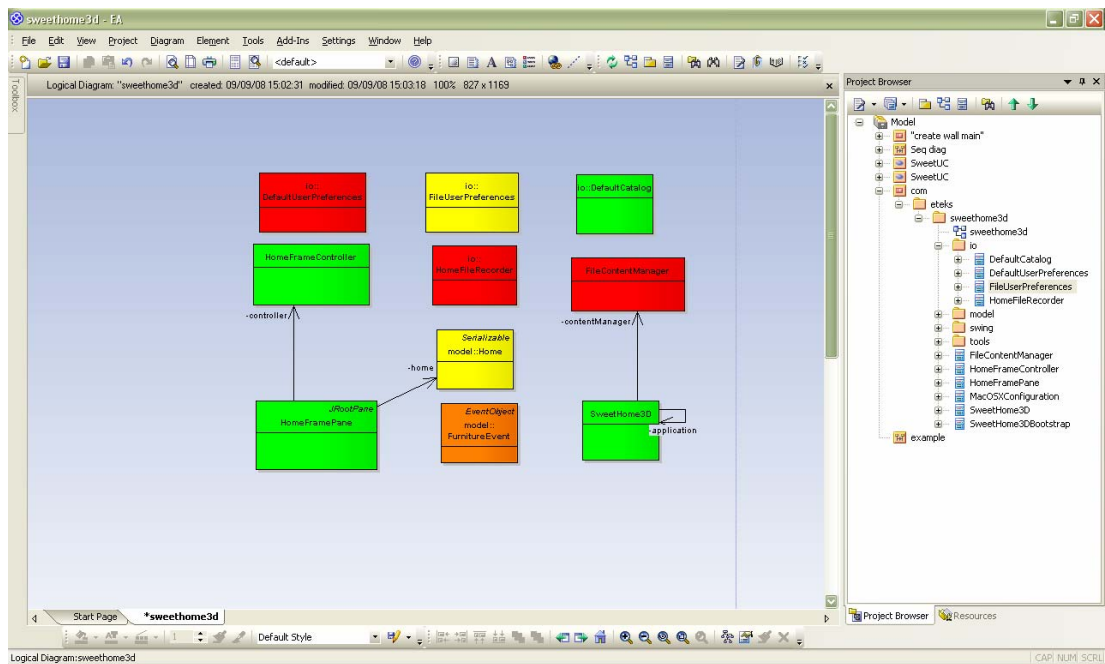 sweethome3d - EA
File Edit View Project Diagram Element Tools Add-Ins Settings Window Help
<default>
Toolbox
Logical Diagram: "sweethome3d" created: 09/09/08 15:02:31 modified: 09/09/08 15:03:18 100% 827 x 1169
io::
DefaultUserPreferences
io::
FileUserPreferences
io::DefaultCatalog
HomeFrameController
io::
HomeFileRecorder
FileContentManager
-controller
-contentManager
Serializable
model::Home
-home
JRootPane
HomeFramePane
EventObject
model::
FurnitureEvent
SweetHome3D
-application
Project Browser
Model
"create wall main"
Seq diag
SweetUC
SweetUC
com
eteks
sweethome3d
sweethome3d
io
DefaultCatalog
DefaultUserPreferences
FileUserPreferences
HomeFileRecorder
model
swing
tools
FileContentManager
HomeFrameController
HomeFramePane
MacOSXConfiguration
SweetHome3D
SweetHome3DBootstrap
example
Start Page *sweethome3d
Project Browser Resources
1 Default Style
Logical Diagram:sweethome3d
CAP NUM SCRL